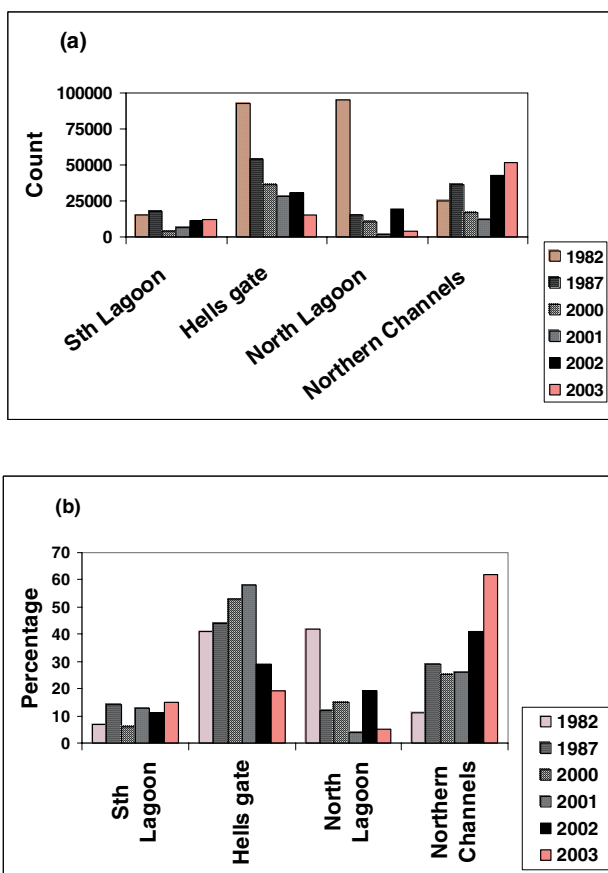 (a)
100000
75000
50000
25000
0
Count
Sth Lagoon
Hells gate
North Lagoon
Northern Channels
1982
1987
2000
2001
2002
2003
(b)
70
60
50
40
30
20
10
0
Percentage
Sth
Lagoon
Hells gate
North
Lagoon
Northern
Channels
1982
1987
2000
2001
2002
2003